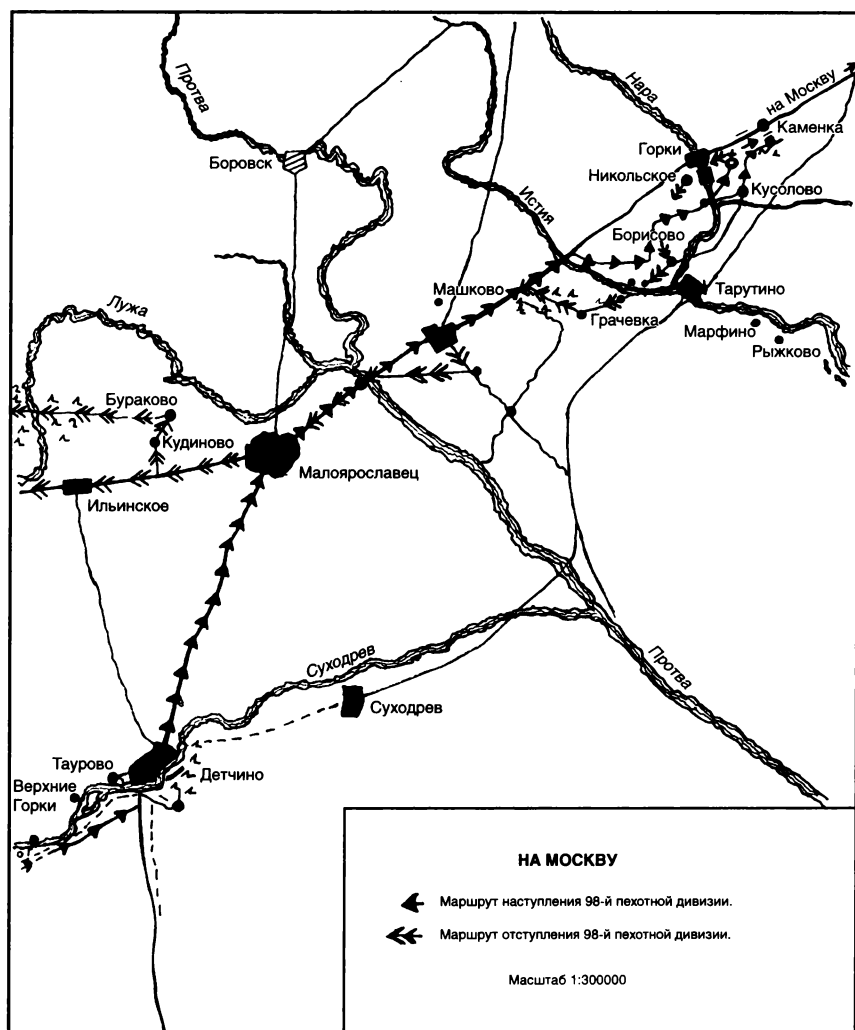 Протва
Нара
на Москву
Каменка
Горки
Боровск
Никольское
Кусолово
Истия
Борисово
Лужа
Машково
Тарутино
Грачевка
Марфино
Рыжково
Бураково
Кудиново
Малоярославец
Ильинское
Суходрев
Протва
Суходрев
Таурово
Детчино
Верхние
Горки
НА МОСКВУ
Маршрут наступления 98-й пехотной дивизии.
Маршрут отступления 98-й пехотной дивизии.
Масштаб 1:300000